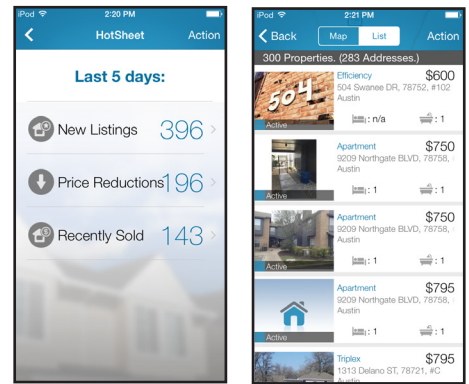 iPod 2:20 PM
HotSheet Action
Last 5 days:
New Listings 396
Price Reductions 196
Recently Sold 143
iPod 2:21 PM
Back Map List Action
300 Properties. (283 Addresses.)
504
Active
Efficiency $600
504 Swanee DR, 78752, #102
Austin
: n/a : 1
Active
Apartment $750
9209 Northgate BLVD, 78758,
Austin
: 1 : 1
Active
Apartment $750
9209 Northgate BLVD, 78758,
Austin
: 1 : 1
Active
Apartment $795
9209 Northgate BLVD, 78758,
Austin
: 1 : 1
Triplex $795
1313 Delano ST, 78721, #C
Austin